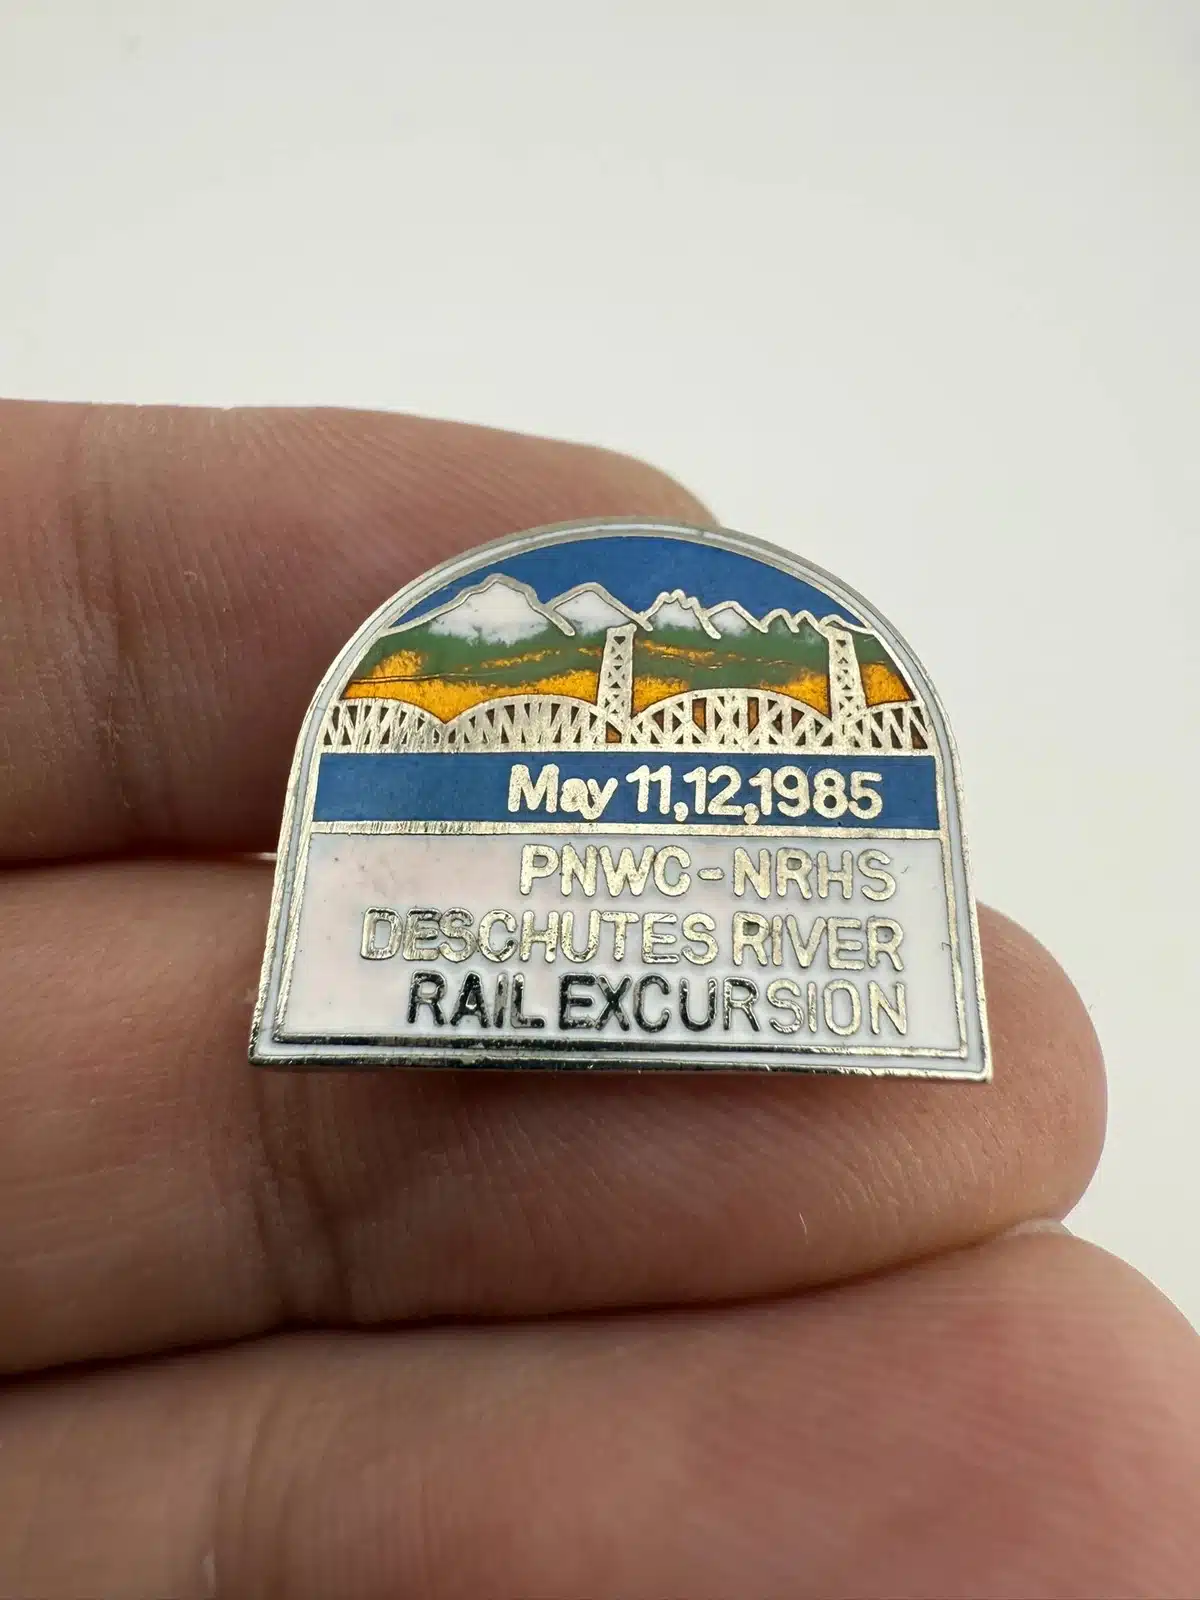 May 11,12,1985
PNWC-NRHS
DESCHUTES RIVER
RAIL EXCURSION